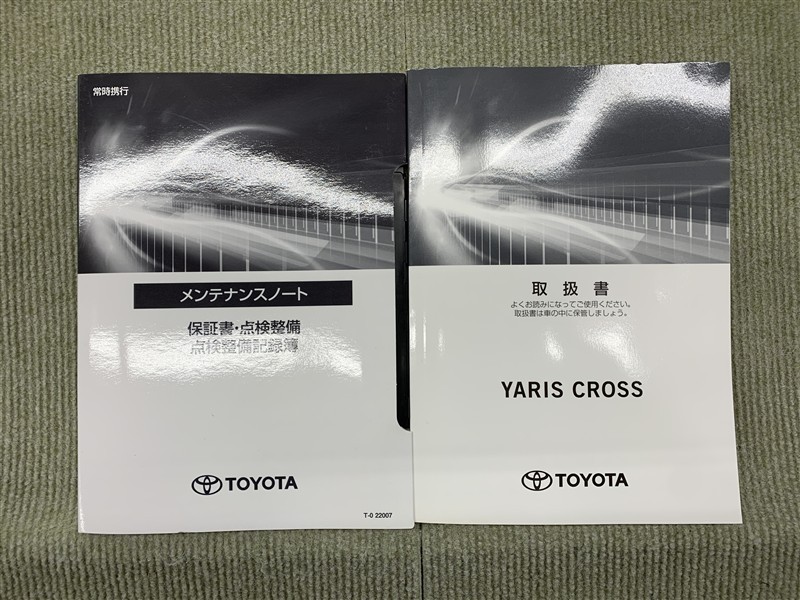 常時携行
メンテナンスノート
保証書・点検整備
点検整備記録簿
TOYOTA
T-0 22007
取扱書
よくお読みになってご使用ください。
取扱書は車の中に保管しましょう。
YARIS CROSS
TOYOTA